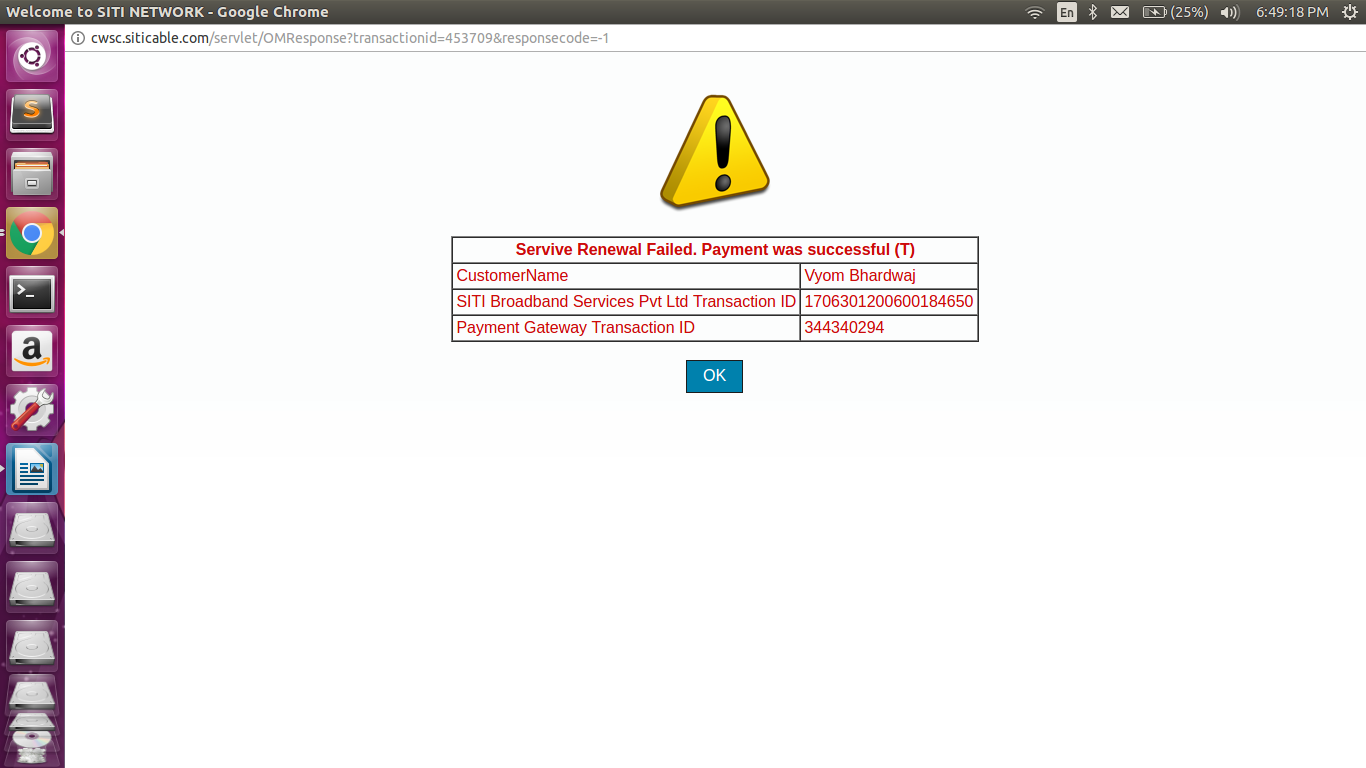 Welcome to SITI NETWORK - Google Chrome
En
(25%)
6:49:18 PM
cwsc.siticable.com/servlet/OMResponse?transactionid=453709&responsecode=-1
Servive Renewal Failed. Payment was successful (T)
CustomerName Vyom Bhardwaj
SITI Broadband Services Pvt Ltd Transaction ID 1706301200600184650
Payment Gateway Transaction ID 344340294
OK